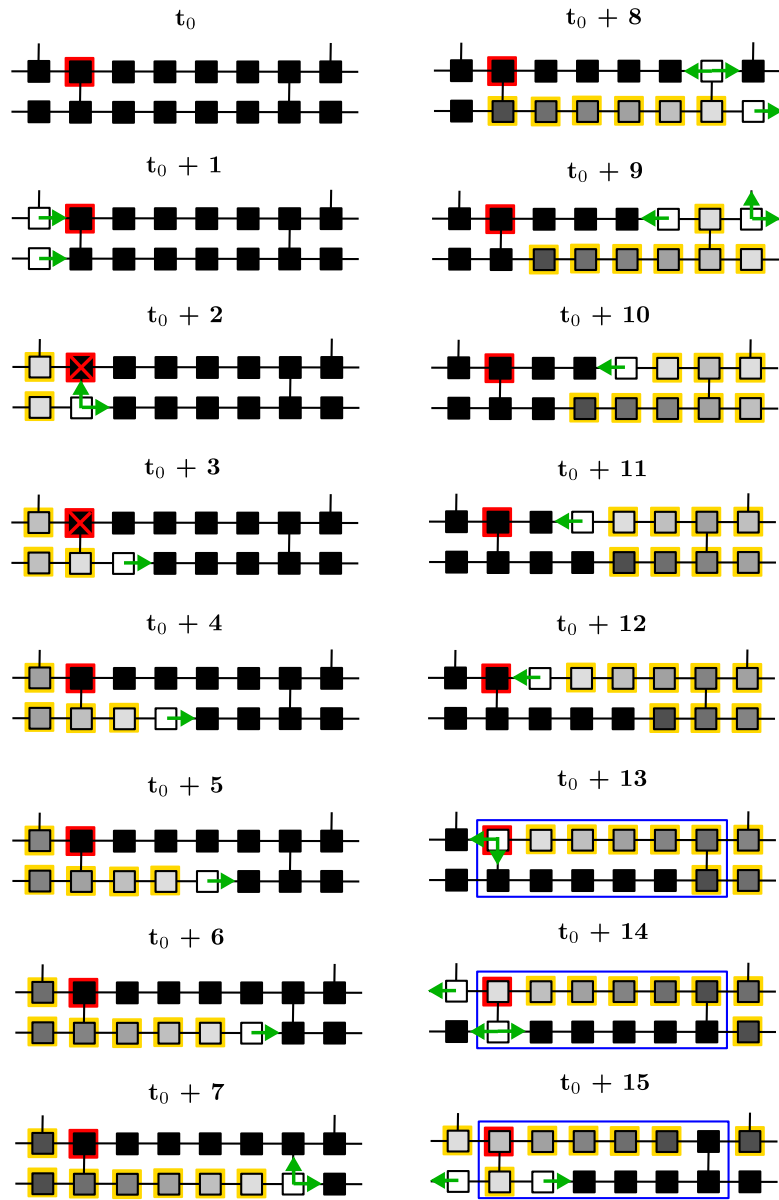 t₀
t₀ + 1
t₀ + 2
t₀ + 3
t₀ + 4
t₀ + 5
t₀ + 6
t₀ + 7
t₀ + 8
t₀ + 9
t₀ + 10
t₀ + 11
t₀ + 12
t₀ + 13
t₀ + 14
t₀ + 15